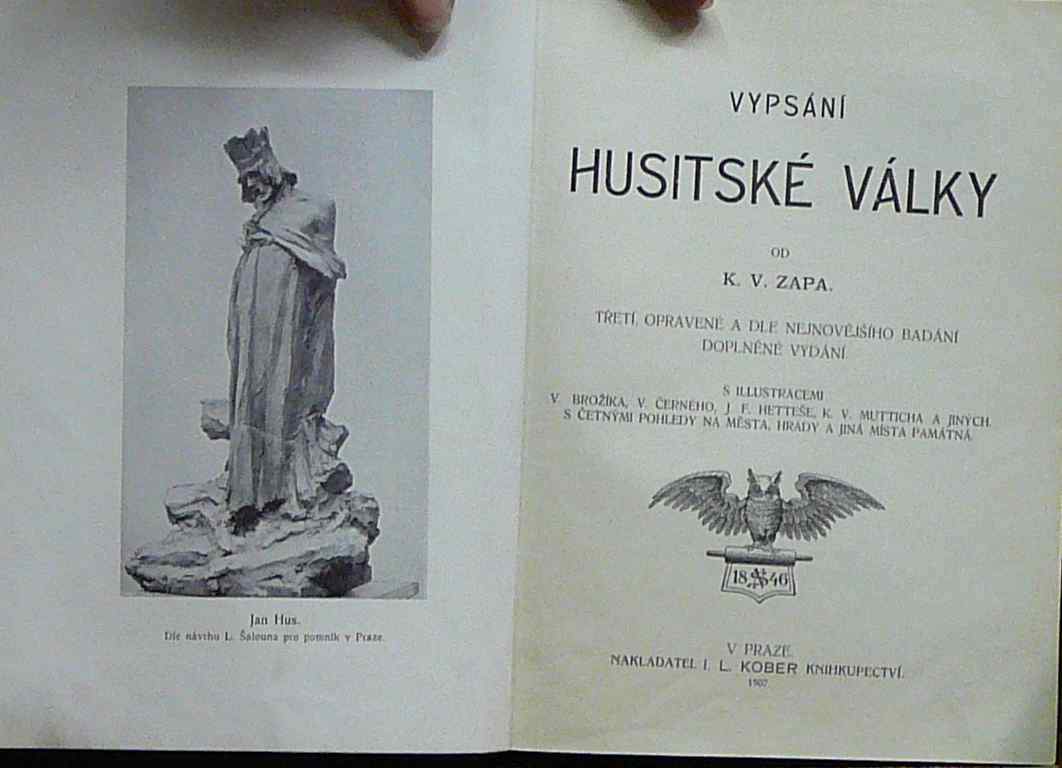 Jan Hus.
Dle návrhu L. Šalouna pro pomník v Praze.
VYPSÁNÍ
HUSITSKÉ VÁLKY
OD
K. V. ZAPA.
TŘETÍ, OPRAVENÉ A DLE NEJNOVĚJŠÍHO BADÁNÍ
DOPLNĚNÉ VYDÁNÍ.
S ILLUSTRACEMI
V. BROŽÍKA, V. ČERNÉHO, J. F. HETTEŠE, K. V. MUTTICHA A JINÝCH.
S ČETNÝMI POHLEDY NA MĚSTA, HRADY A JINÁ MÍSTA PAMÁTNÁ.
18 46
V PRAZE.
NAKLADATEL I. L. KOBER KNIHKUPECTVÍ.